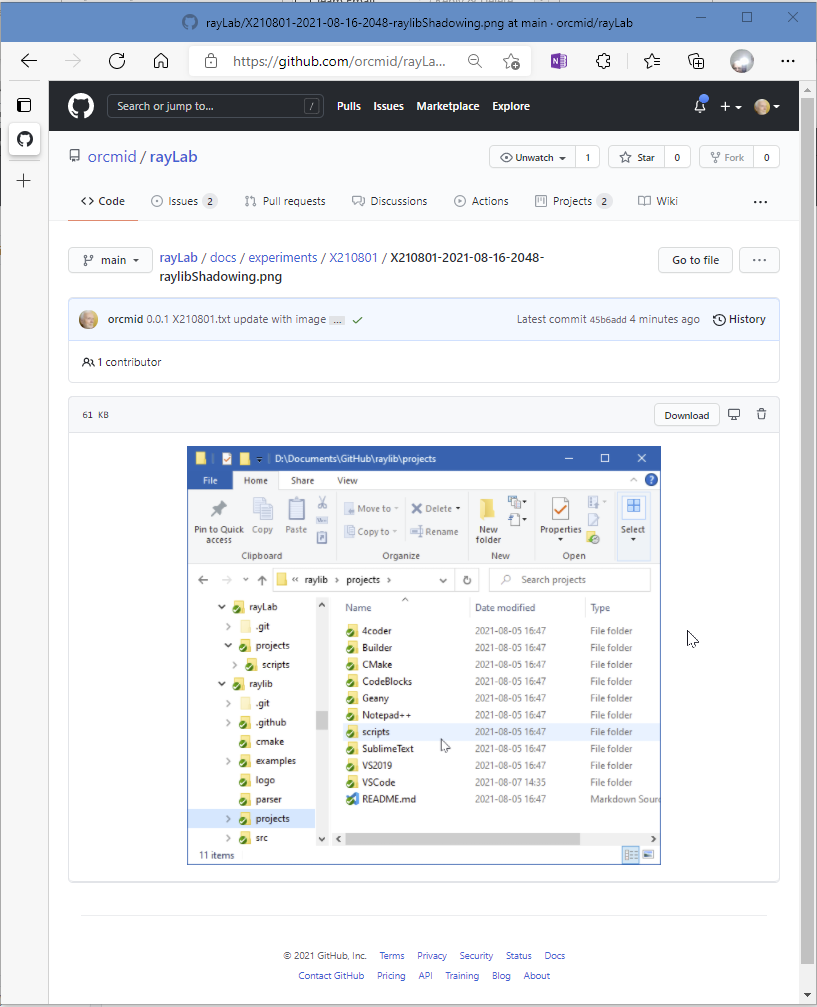 rayLab/X210801-2021-08-16-2048-raylibShadowing.png at main · orcmid/rayLab
https://github.com/orcmid/rayLa...
Search or jump to... /
Pulls Issues Marketplace Explore
orcmid / rayLab
Unwatch 1 Star 0 Fork 0
Code Issues 2 Pull requests Discussions Actions Projects 2 Wiki ...
main
rayLab / docs / experiments / X210801 / X210801-2021-08-16-2048-
raylibShadowing.png
Go to file ...
orcmid 0.0.1 X210801.txt update with image ... Latest commit 45b6add 4 minutes ago History
1 contributor
61 KB Download
D:\Documents\GitHub\raylib\projects
File Home Share View
Pin to Quick
access
Copy
Paste
Clipboard
Move to
Copy to
Delete
Rename
Organize
New
folder
New
Properties
Open
Select
« raylib › projects ›
Search projects
rayLab
.git
projects
scripts
raylib
.git
.github
cmake
examples
logo
parser
projects
src
Name Date modified Type
4coder 2021-08-05 16:47 File folder
Builder 2021-08-05 16:47 File folder
CMake 2021-08-05 16:47 File folder
CodeBlocks 2021-08-05 16:47 File folder
Geany 2021-08-05 16:47 File folder
Notepad++ 2021-08-05 16:47 File folder
scripts 2021-08-05 16:47 File folder
SublimeText 2021-08-05 16:47 File folder
VS2019 2021-08-05 16:47 File folder
VSCode 2021-08-07 14:35 File folder
README.md 2021-08-05 16:47 Markdown Sour
11 items
© 2021 GitHub, Inc. Terms Privacy Security Status Docs
Contact GitHub Pricing API Training Blog About